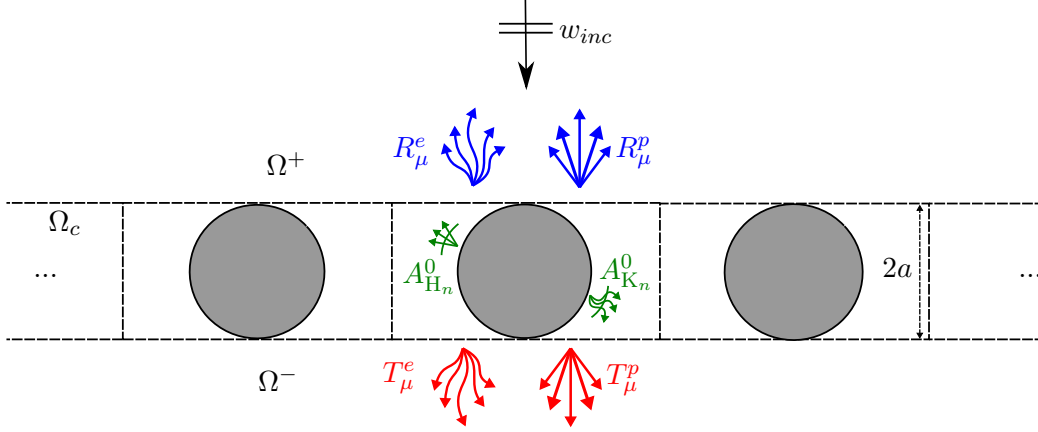 w_{inc}
R^e_μ R^p_μ
Ω^+
Ω_c
... A^0_{H_n} A^0_{K_n} 2a ...
T^e_μ T^p_μ
Ω^-